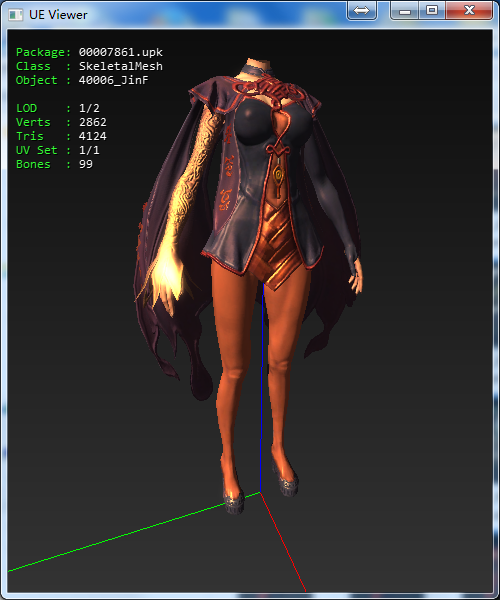 UE Viewer
Package: 00007861.upk
Class : SkeletalMesh
Object : 40006_JinF
LOD : 1/2
Verts : 2862
Tris : 4124
UV Set : 1/1
Bones : 99